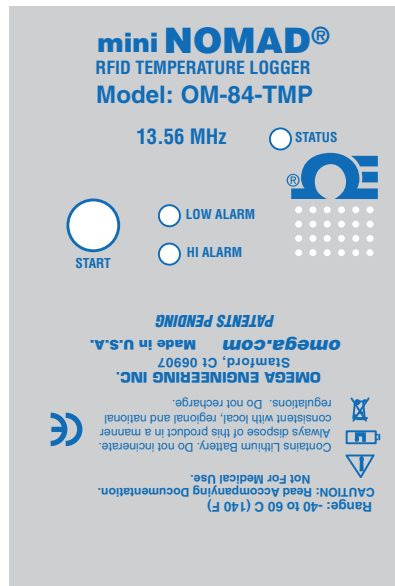 mini NOMAD®
RFID TEMPERATURE LOGGER
Model: OM-84-TMP
13.56 MHz
STATUS
®
LOW ALARM
HI ALARM
START
Range: -40 to 60 C (140 F)
CAUTION: Read Accompanying Documentation.
Not For Medical Use.
Contains Lithium Battery. Do not incinerate.
Always dispose of this product in a manner
consistent with local, regional and national
regulations. Do not recharge.
CE
OMEGA ENGINEERING INC.
Stamford, Ct 06907
omega.com Made in U.S.A.
PATENTS PENDING